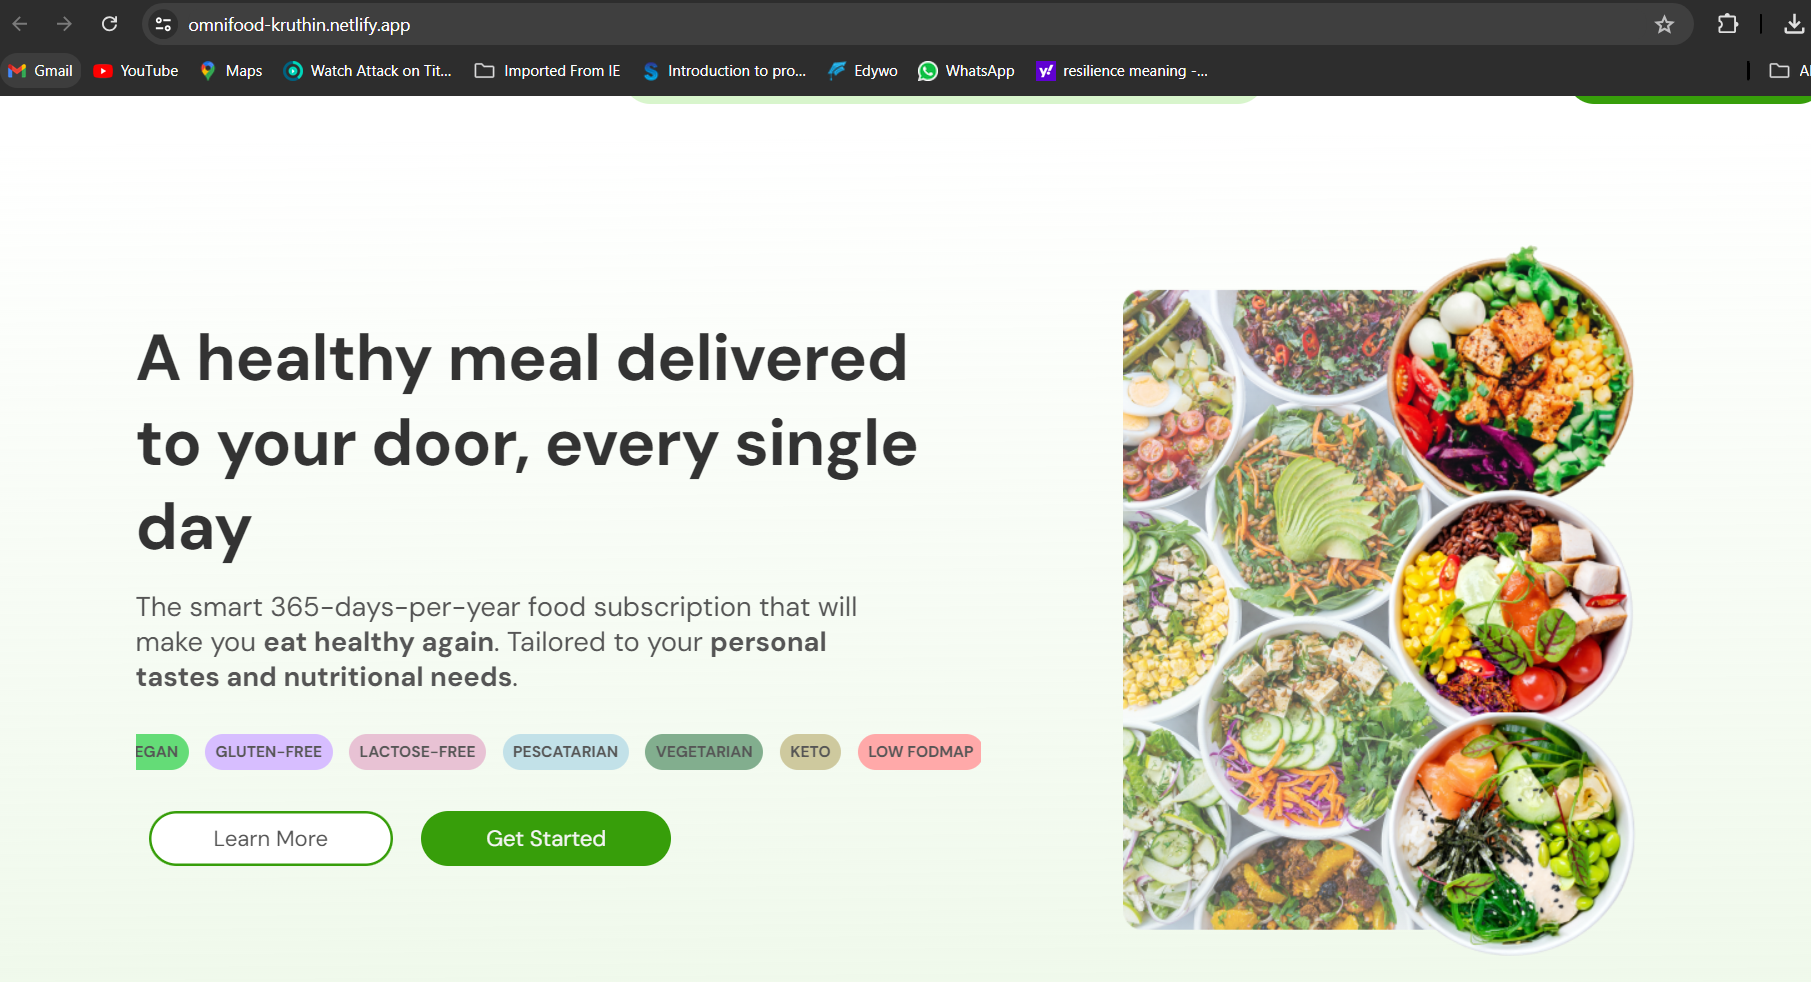 omnifood-kruthin.netlify.app
Gmail YouTube Maps Watch Attack on Tit... Imported From IE Introduction to pro... Edywo WhatsApp resilience meaning -...
A healthy meal delivered
to your door, every single
day
The smart 365-days-per-year food subscription that will
make you eat healthy again. Tailored to your personal
tastes and nutritional needs.
EGAN GLUTEN-FREE LACTOSE-FREE PESCATARIAN VEGETARIAN KETO LOW FODMAP
Learn More Get Started